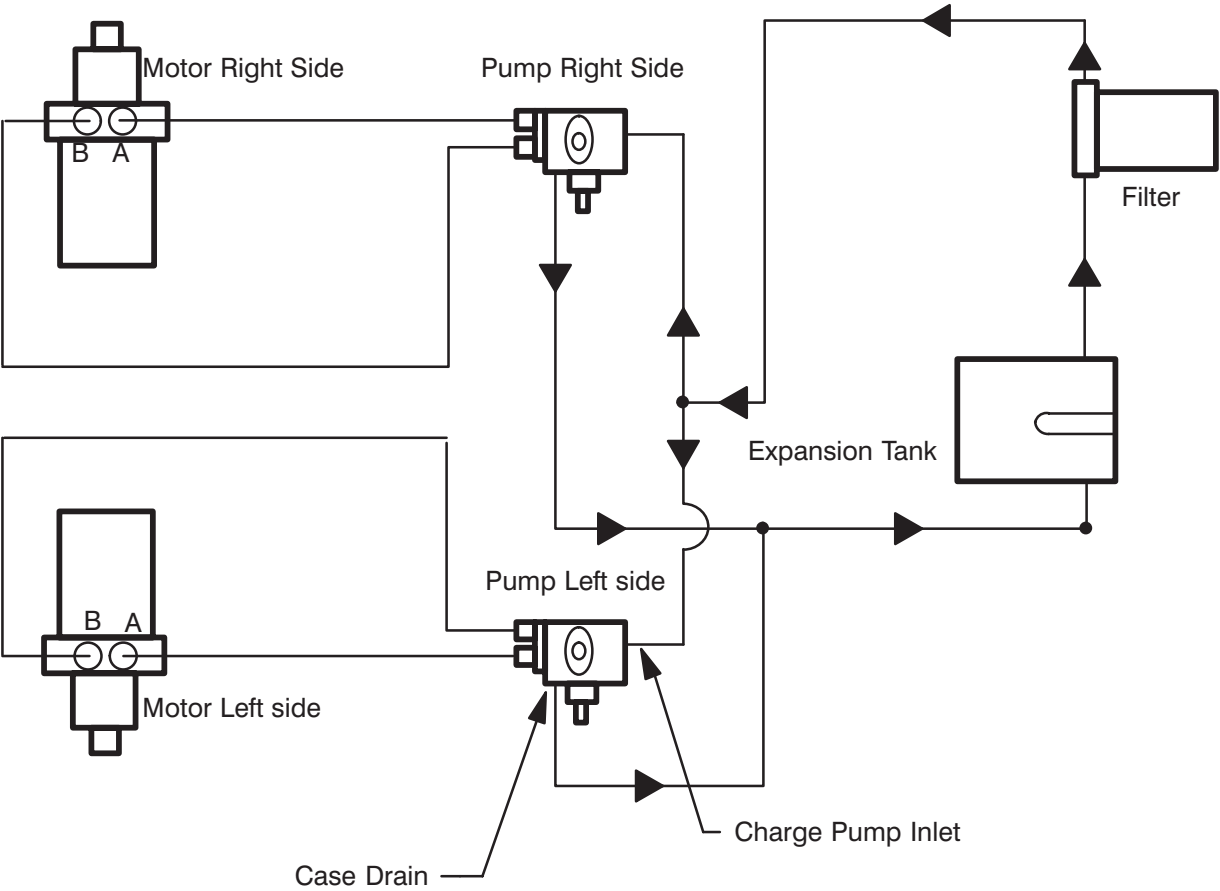 Motor Right Side
Pump Right Side
B A
Filter
Expansion Tank
Pump Left side
B A
Motor Left side
Charge Pump Inlet
Case Drain